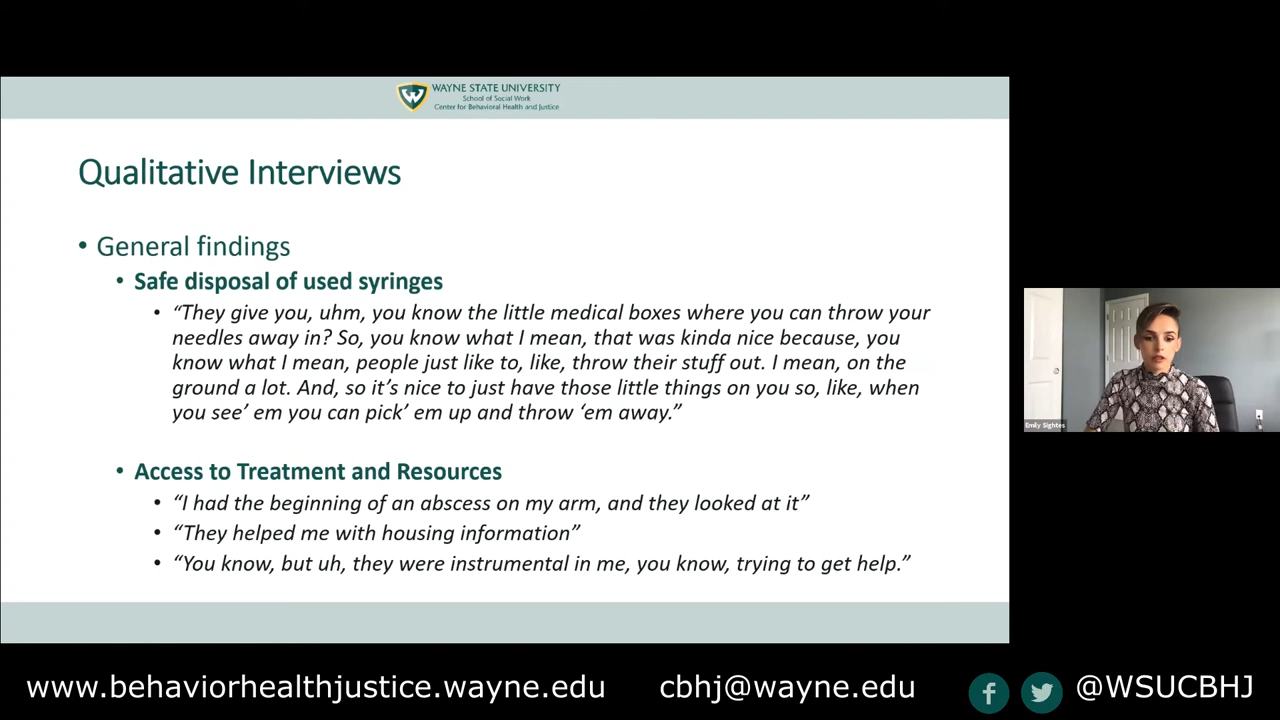 WAYNE STATE UNIVERSITY
School of Social Work
Center for Behavioral Health and Justice
Qualitative Interviews
• General findings
• Safe disposal of used syringes
• “They give you, uhm, you know the little medical boxes where you can throw your
needles away in? So, you know what I mean, that was kinda nice because, you
know what I mean, people just like to, like, throw their stuff out. I mean, on the
ground a lot. And, so it’s nice to just have those little things on you so, like, when
you see’ em you can pick’ em up and throw ‘em away.”
• Access to Treatment and Resources
• “I had the beginning of an abscess on my arm, and they looked at it”
• “They helped me with housing information”
• “You know, but uh, they were instrumental in me, you know, trying to get help.”
Emily Sightes
www.behaviorhealthjustice.wayne.edu cbhj@wayne.edu @WSUCBHJ